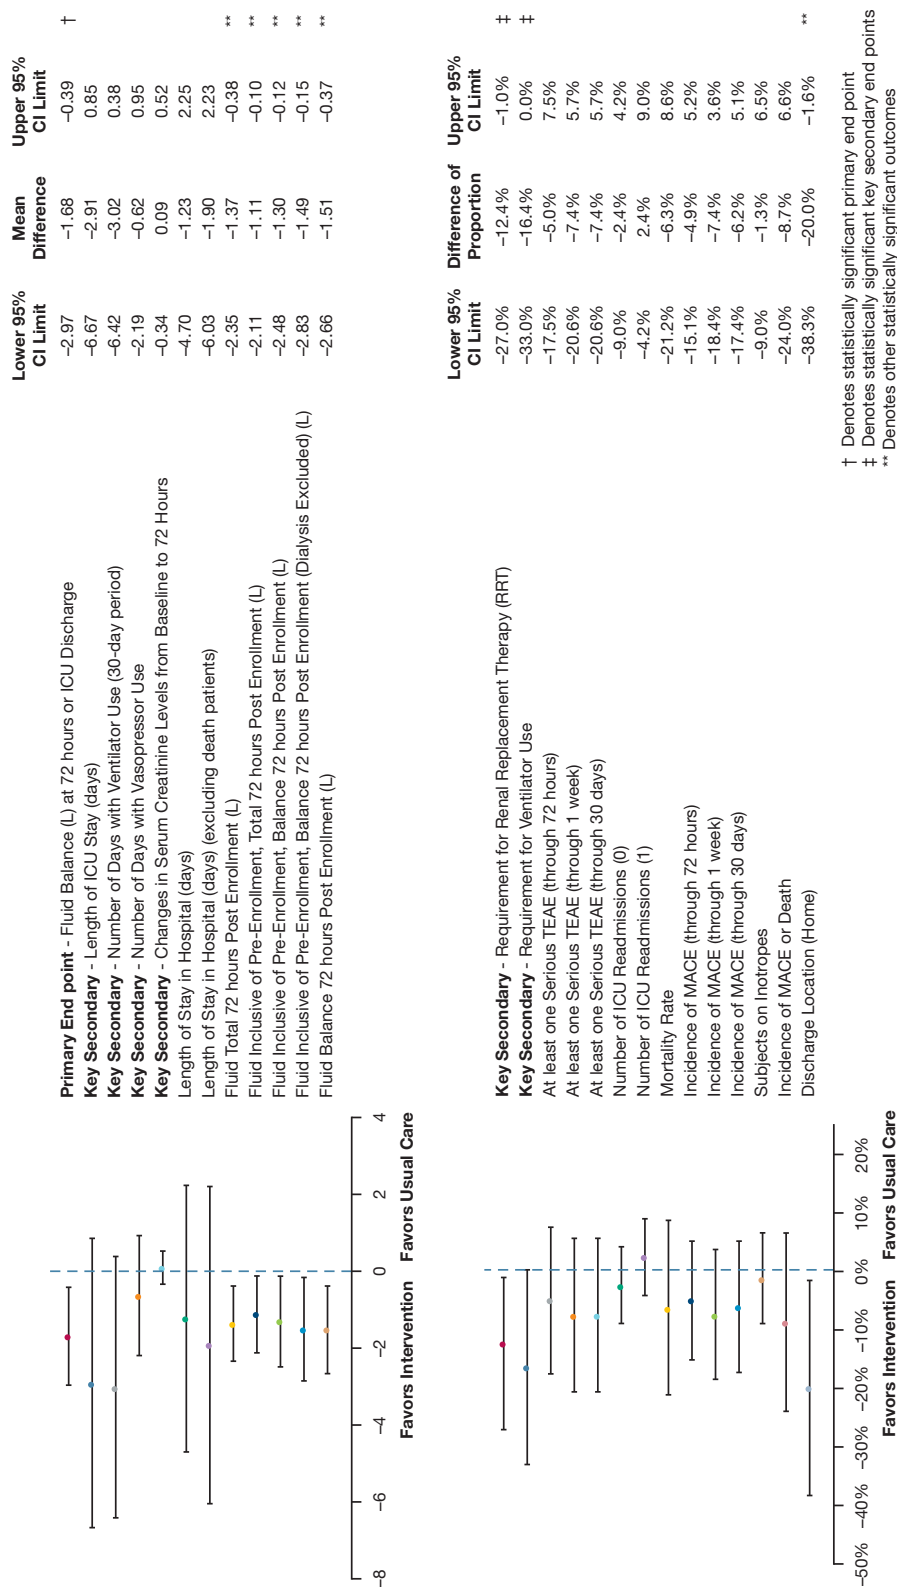 Lower 95% CI Limit Mean Difference Upper 95% CI Limit
Primary End point - Fluid Balance (L) at 72 hours or ICU Discharge −2.97 −1.68 −0.39 †
Key Secondary - Length of ICU Stay (days) −6.67 −2.91 0.85
Key Secondary - Number of Days with Ventilator Use (30-day period) −6.42 −3.02 0.38
Key Secondary - Number of Days with Vasopressor Use −2.19 −0.62 0.95
Key Secondary - Changes in Serum Creatinine Levels from Baseline to 72 Hours −0.34 0.09 0.52
Length of Stay in Hospital (days) −4.70 −1.23 2.25
Length of Stay in Hospital (days) (excluding death patients) −6.03 −1.90 2.23
Fluid Total 72 hours Post Enrollment (L) −2.35 −1.37 −0.38 **
Fluid Inclusive of Pre-Enrollment, Total 72 hours Post Enrollment (L) −2.11 −1.11 −0.10 **
Fluid Inclusive of Pre-Enrollment, Balance 72 hours Post Enrollment (L) −2.48 −1.30 −0.12 **
Fluid Inclusive of Pre-Enrollment, Balance 72 hours Post Enrollment (Dialysis Excluded) (L) −2.83 −1.49 −0.15 **
Fluid Balance 72 hours Post Enrollment (L) −2.66 −1.51 −0.37 **
−8 −6 −4 −2 0 2 4
Favors Intervention Favors Usual Care
Lower 95% CI Limit Difference of Proportion Upper 95% CI Limit
Key Secondary - Requirement for Renal Replacement Therapy (RRT) −27.0% −12.4% −1.0% ‡
Key Secondary - Requirement for Ventilator Use −33.0% −16.4% 0.0% ‡
At least one Serious TEAE (through 72 hours) −17.5% −5.0% 7.5%
At least one Serious TEAE (through 1 week) −20.6% −7.4% 5.7%
At least one Serious TEAE (through 30 days) −20.6% −7.4% 5.7%
Number of ICU Readmissions (0) −9.0% −2.4% 4.2%
Number of ICU Readmissions (1) −4.2% 2.4% 9.0%
Mortality Rate −21.2% −6.3% 8.6%
Incidence of MACE (through 72 hours) −15.1% −4.9% 5.2%
Incidence of MACE (through 1 week) −18.4% −7.4% 3.6%
Incidence of MACE (through 30 days) −17.4% −6.2% 5.1%
Subjects on Inotropes −9.0% −1.3% 6.5%
Incidence of MACE or Death −24.0% −8.7% 6.6%
Discharge Location (Home) −38.3% −20.0% −1.6% **
−50% −40% −30% −20% −10% 0% 10% 20%
Favors Intervention Favors Usual Care
† Denotes statistically significant primary end point
‡ Denotes statistically significant key secondary end points
** Denotes other statistically significant outcomes